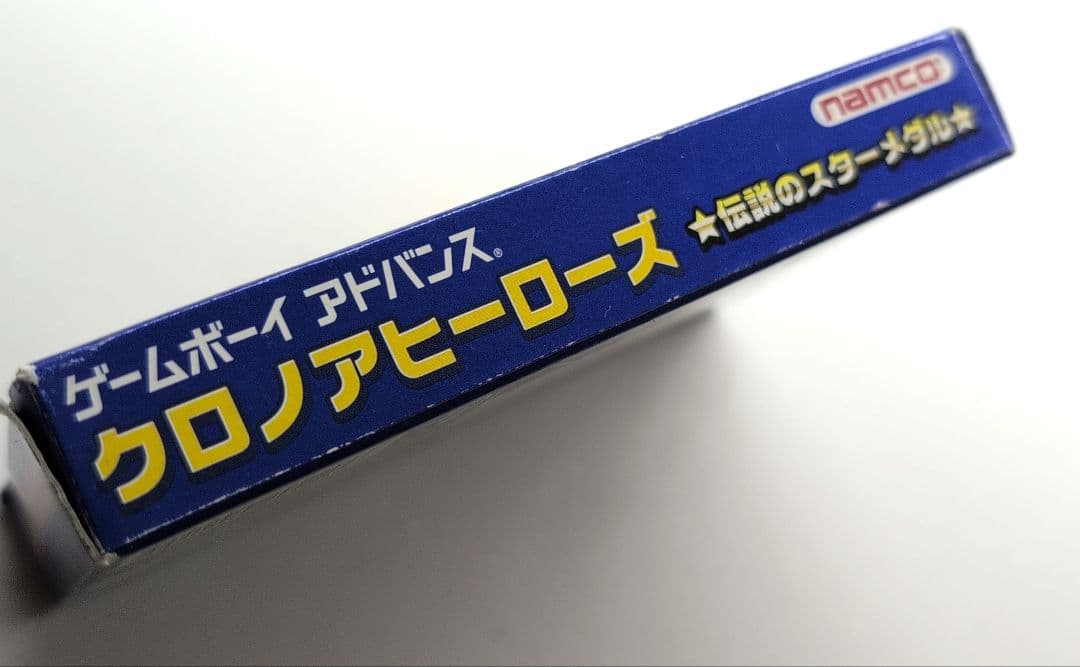 ゲームボーイ アドバンス®
クロノアヒーローズ
★伝説のスターメダル★
namco®